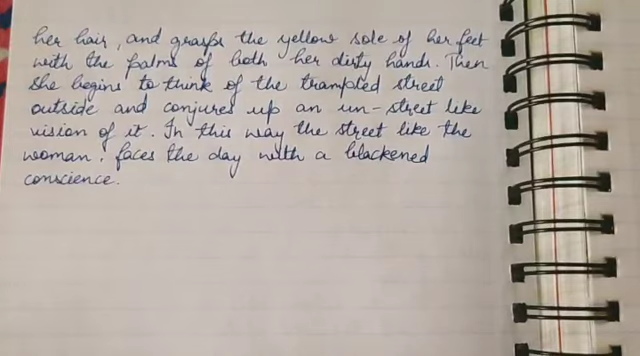 her hair, and grasps the yellow sole of her feet
with the palms of both her dirty hands. Then
she begins to think of the trampled street
outside and conjures up an un-street like
vision of it. In this way the street like the
woman, faces the day with a blackened
conscience.